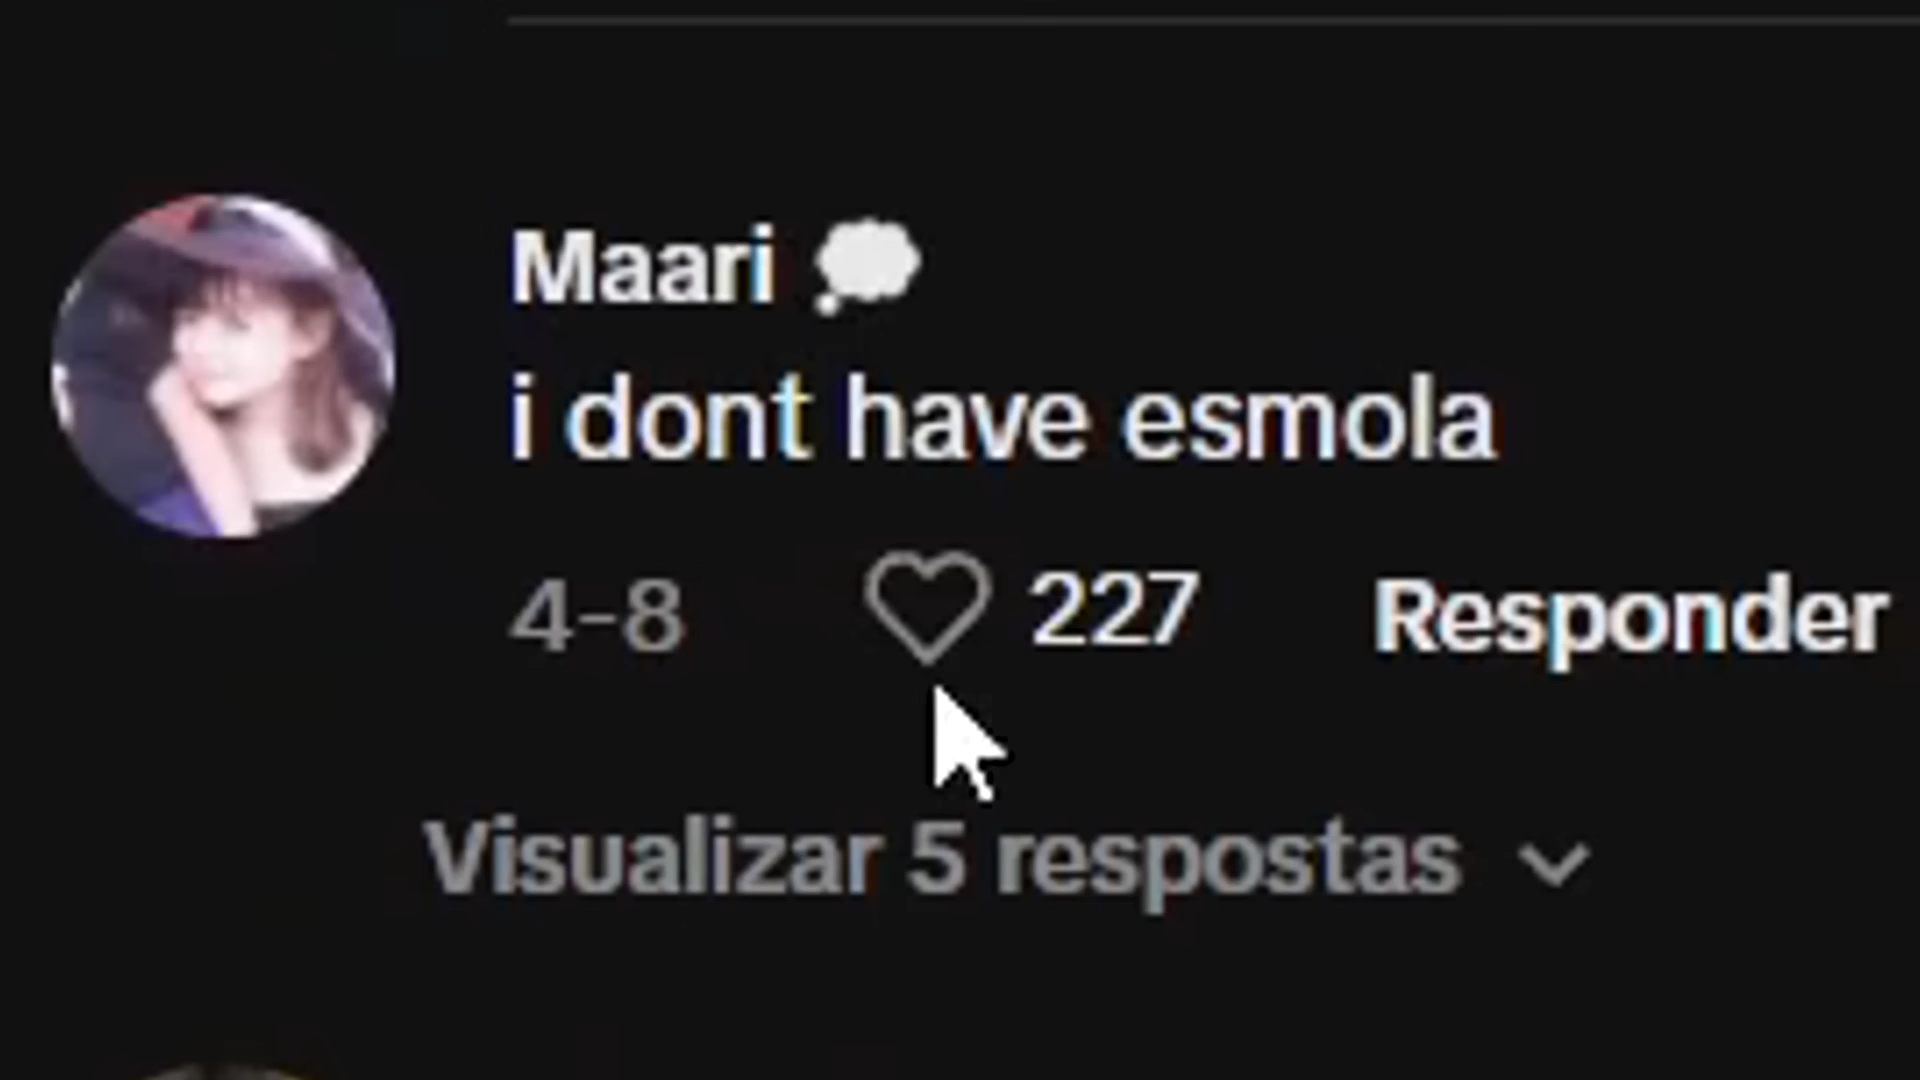 Maari 💭
i dont have esmola
4-8 227 Responder
Visualizar 5 respostas